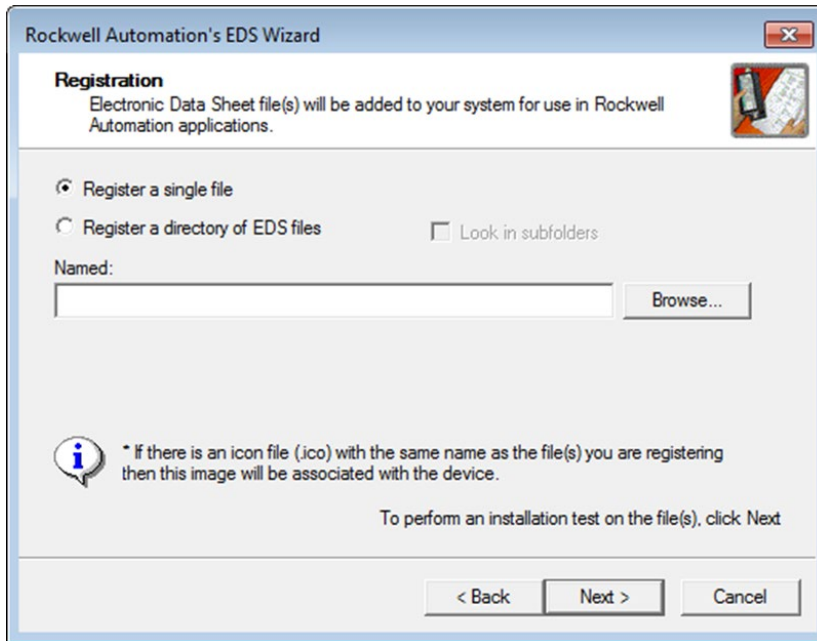 Rockwell Automation's EDS Wizard
Registration
Electronic Data Sheet file(s) will be added to your system for use in Rockwell
Automation applications.
Register a single file
Register a directory of EDS files
Look in subfolders
Named:
Browse...
* If there is an icon file (.ico) with the same name as the file(s) you are registering
then this image will be associated with the device.
To perform an installation test on the file(s), click Next
< Back
Next >
Cancel